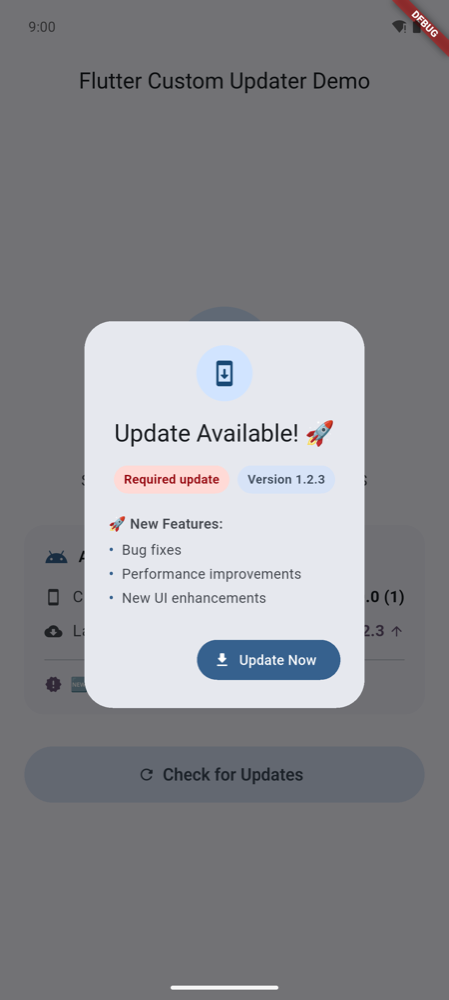 9:00
DEBUG
Flutter Custom Updater Demo
Update Available! 🚀
Required update
Version 1.2.3
🚀 New Features:
• Bug fixes
• Performance improvements
• New UI enhancements
.0 (1)
2.3 ↑
Update Now
Check for Updates